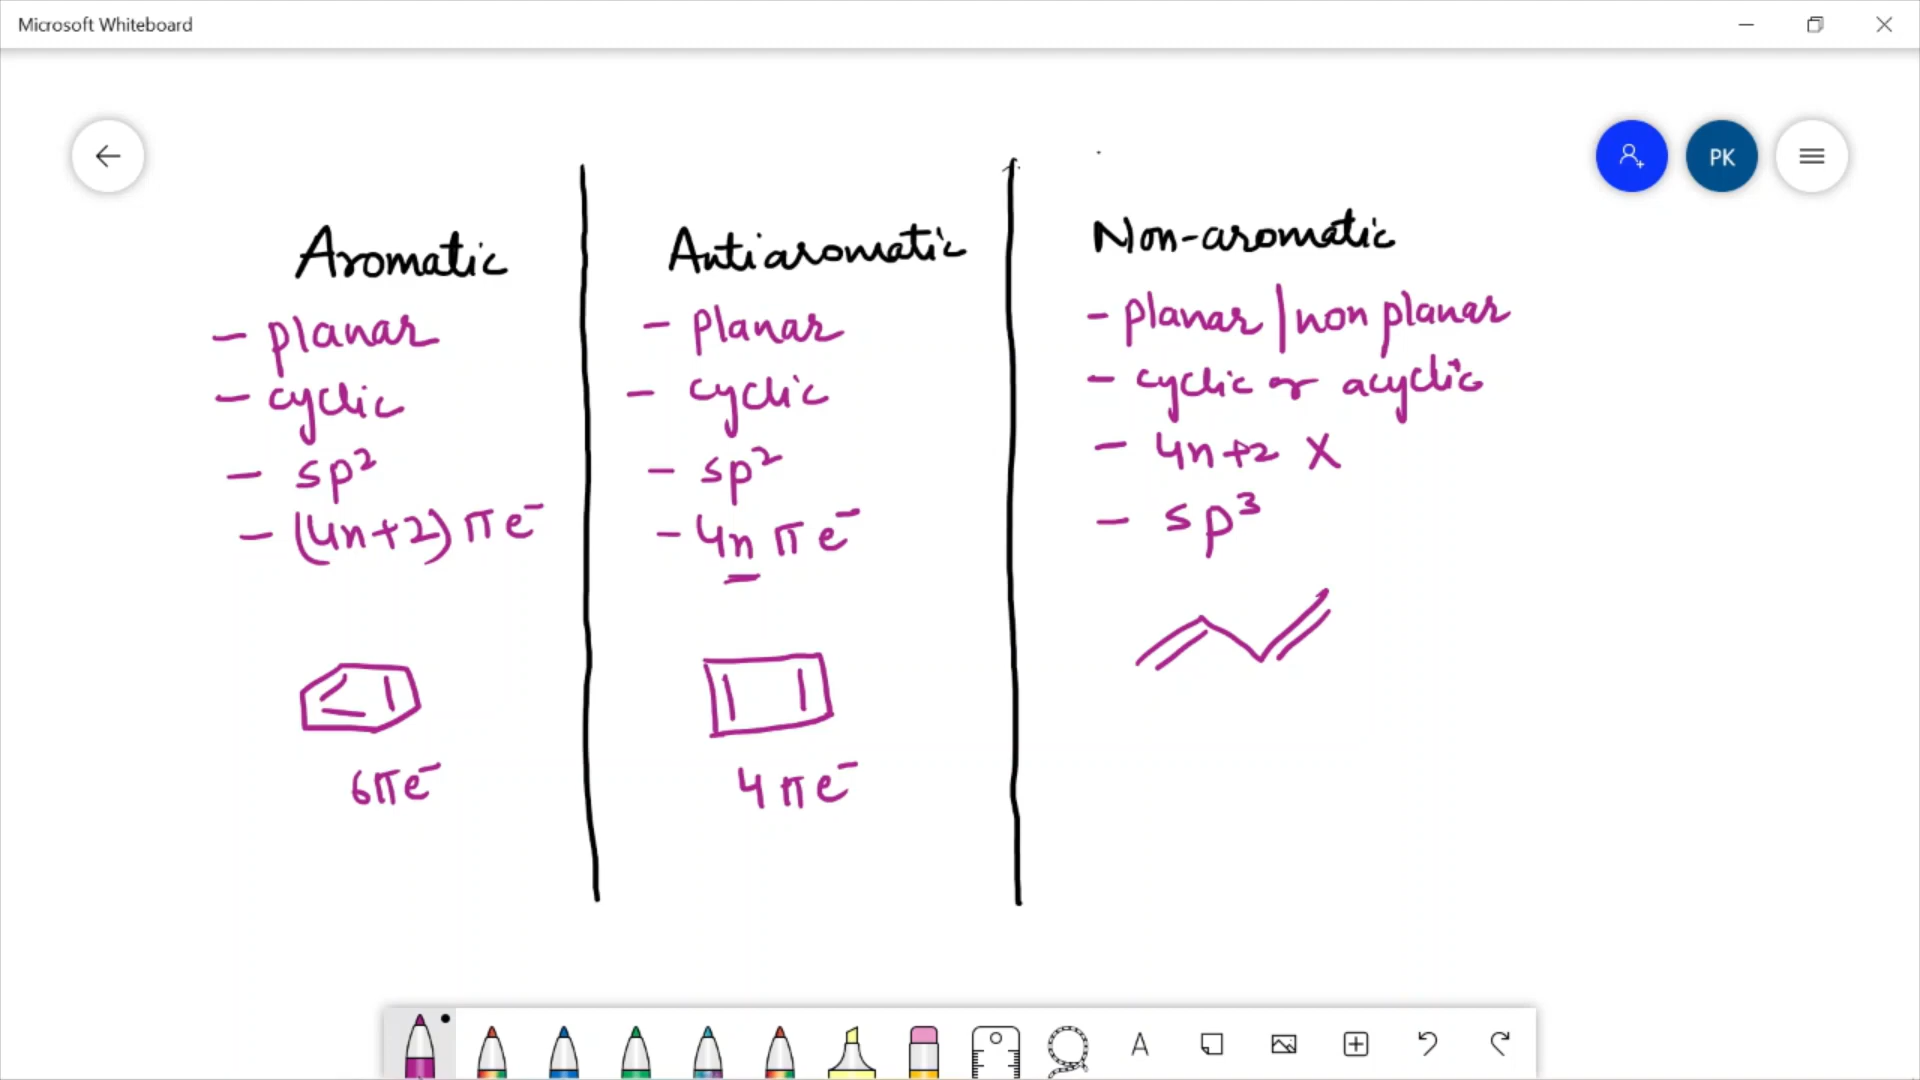 Microsoft Whiteboard
PK
Aromatic
- planar
- cyclic
- sp²
- (4n+2) πe⁻
6πe⁻
Antiaromatic
- planar
- cyclic
- sp²
- 4n πe⁻
4πe⁻
Non-aromatic
- planar | non planar
- cyclic or acyclic
- 4n+2 X
- sp³
A